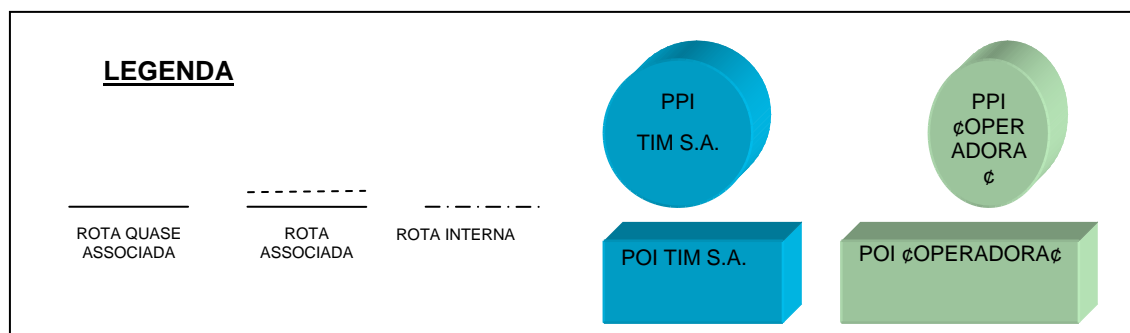 LEGENDA
ROTA QUASE
ASSOCIADA
ROTA
ASSOCIADA
ROTA INTERNA
PPI
TIM S.A.
PPI
¢OPER
ADORA
¢
POI TIM S.A.
POI ¢OPERADORA¢